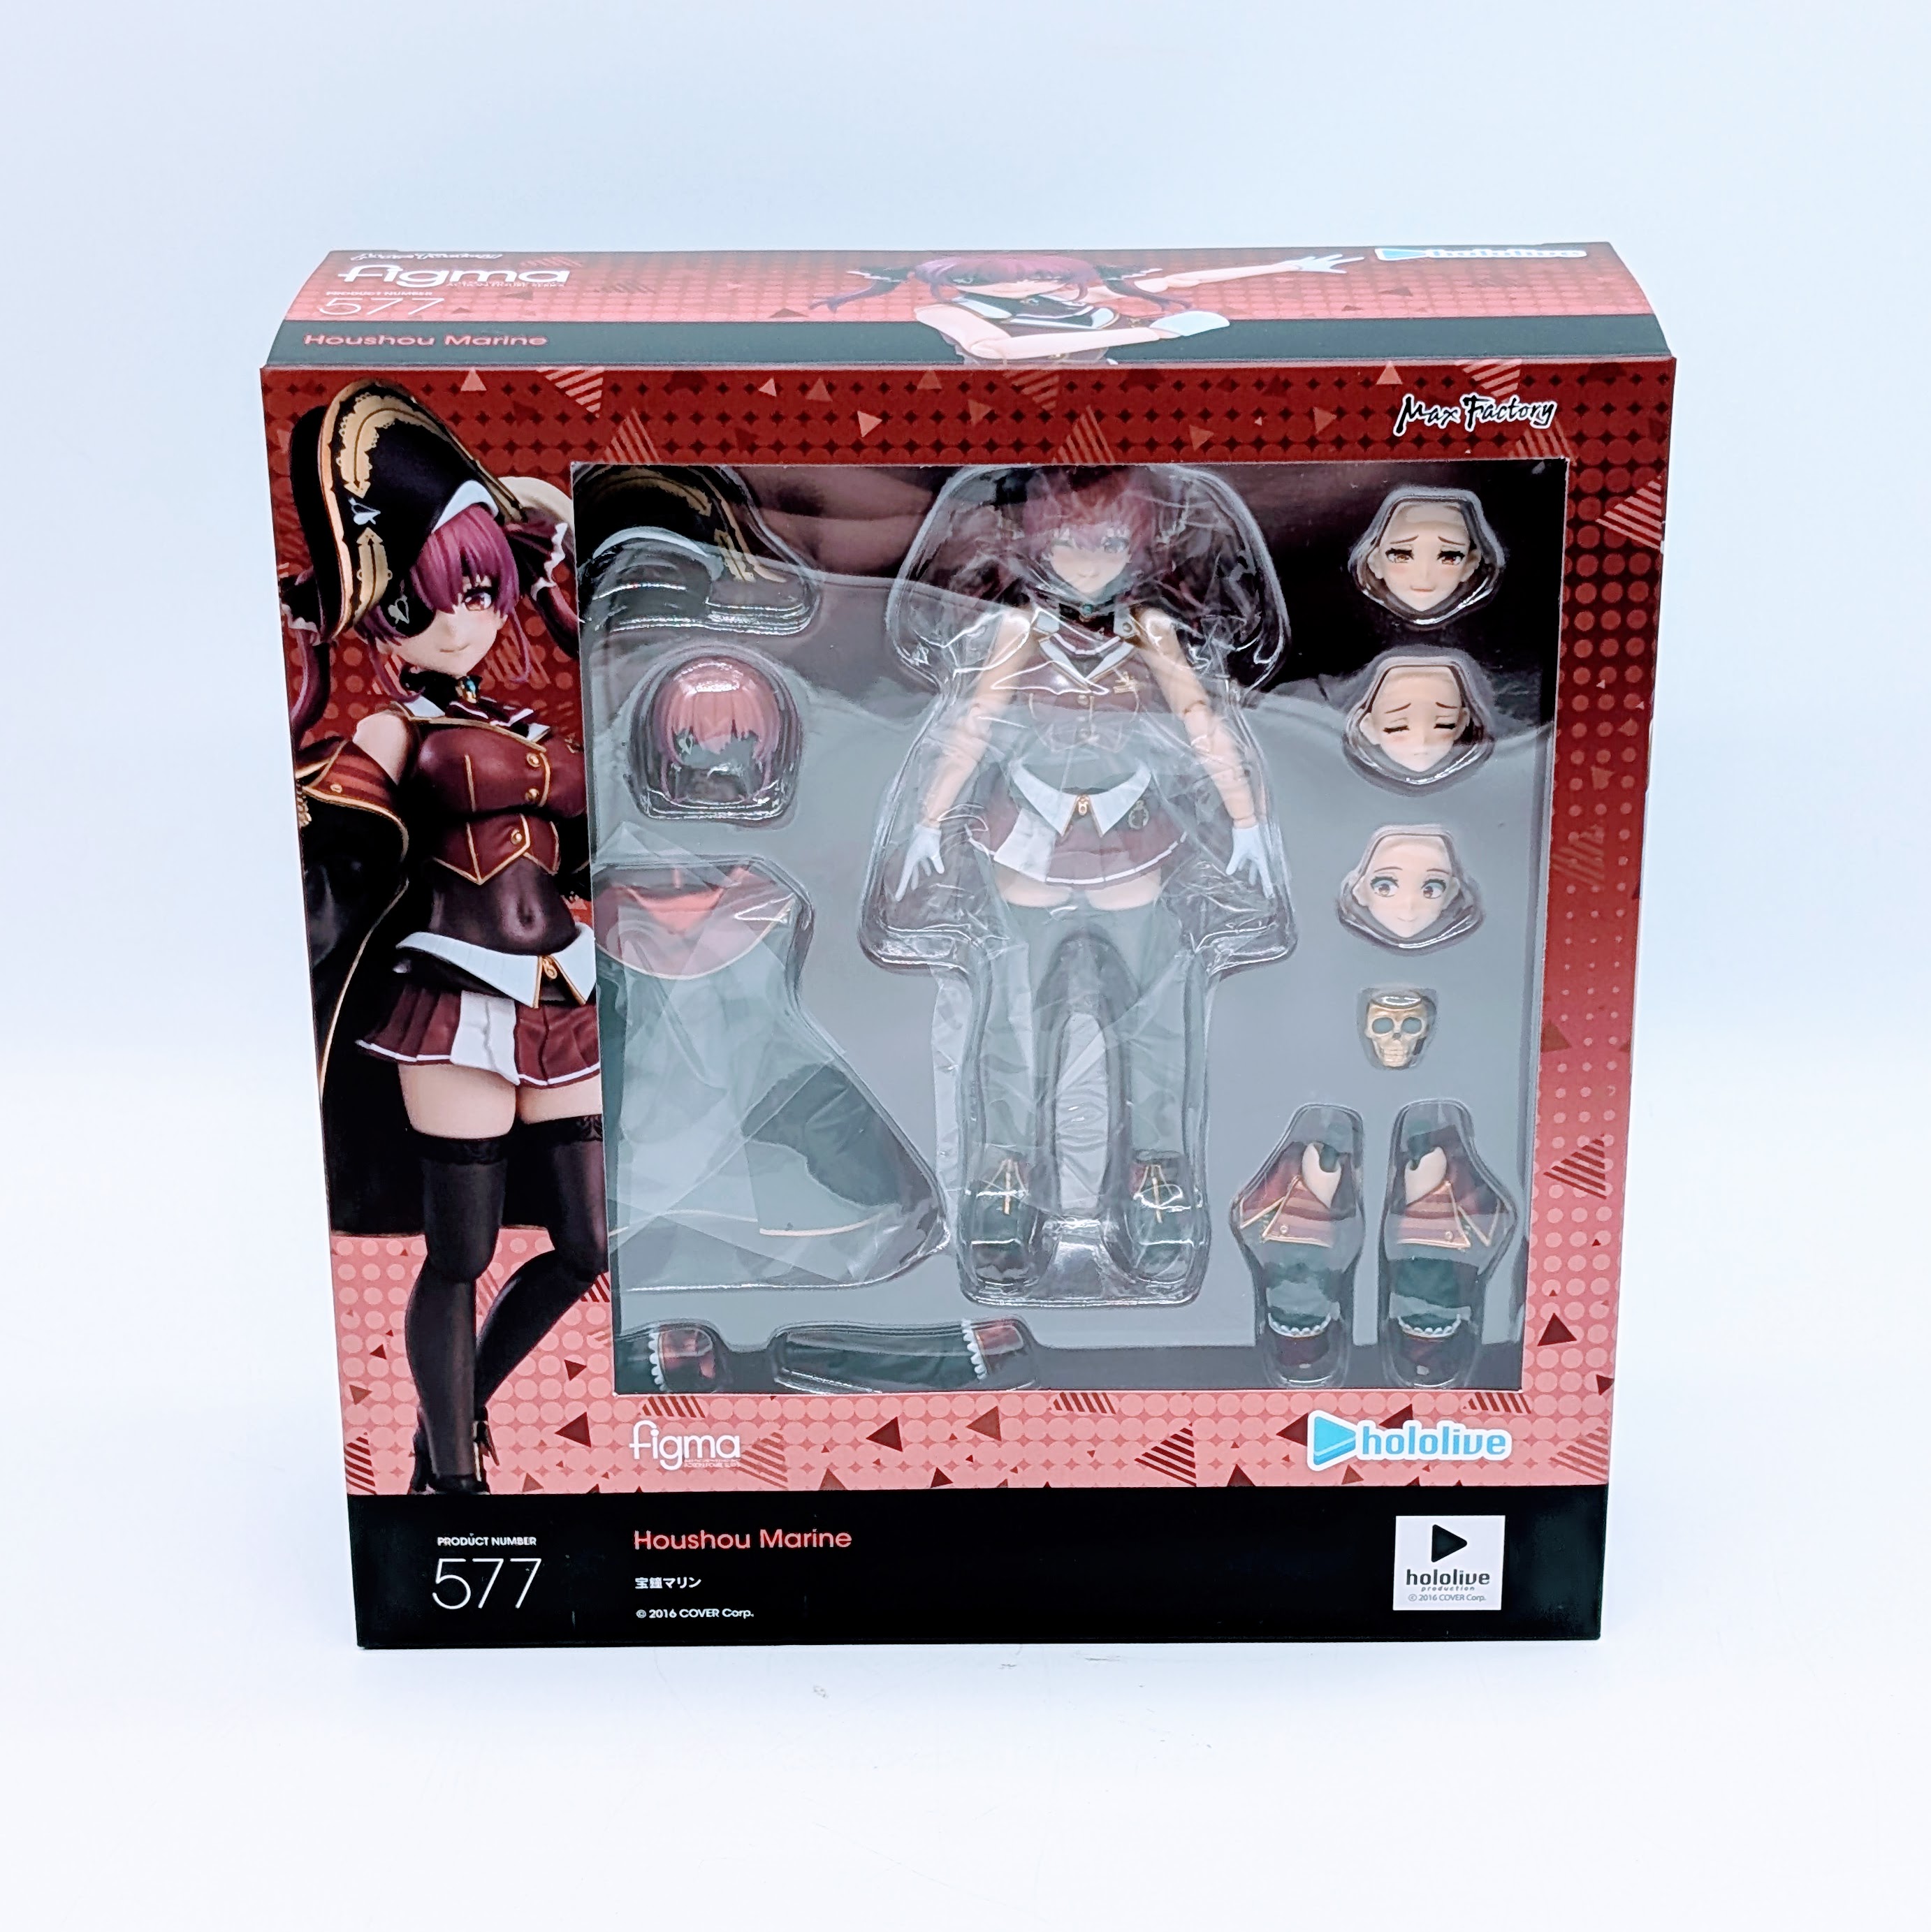 figma
hololive
PRODUCT NUMBER
577
Houshou Marine
Max Factory
figma
hololive
PRODUCT NUMBER
577
Houshou Marine
宝鐘マリン
© 2016 COVER Corp.
hololive
production
© 2016 COVER Corp.